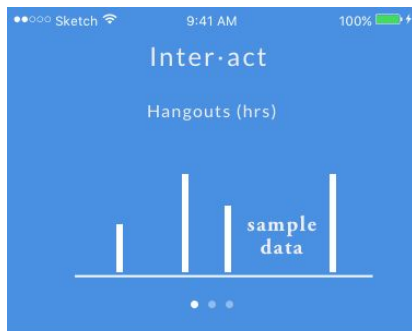 Sketch 9:41 AM 100%
Inter·act
Hangouts (hrs)
sample
data